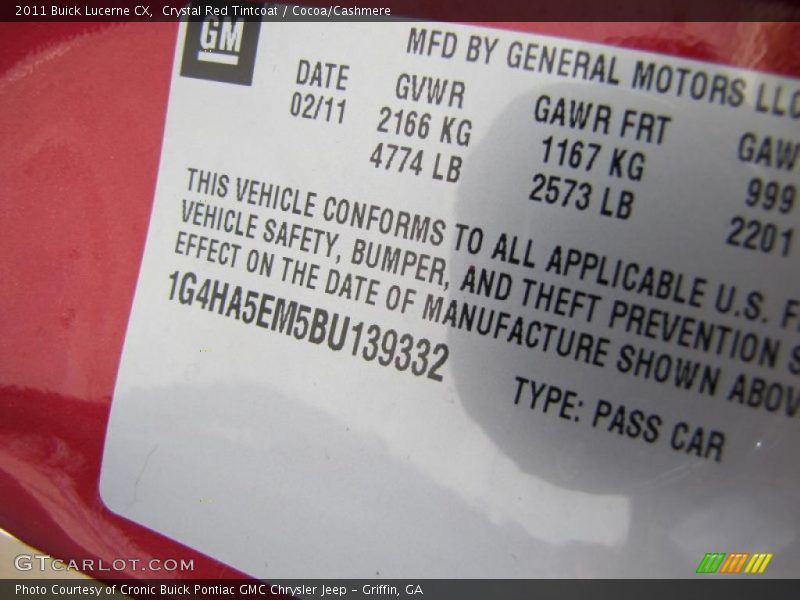 2011 Buick Lucerne CX, Crystal Red Tintcoat / Cocoa/Cashmere
GM
MFD BY GENERAL MOTORS LLC
DATE GVWR GAWR FRT GAW
02/11 2166 KG 1167 KG 999
4774 LB 2573 LB 2201
THIS VEHICLE CONFORMS TO ALL APPLICABLE U.S. F
VEHICLE SAFETY, BUMPER, AND THEFT PREVENTION S
EFFECT ON THE DATE OF MANUFACTURE SHOWN ABOV
1G4HA5EM5BU139332
TYPE: PASS CAR
GTCARLOT.COM
Photo Courtesy of Cronic Buick Pontiac GMC Chrysler Jeep - Griffin, GA